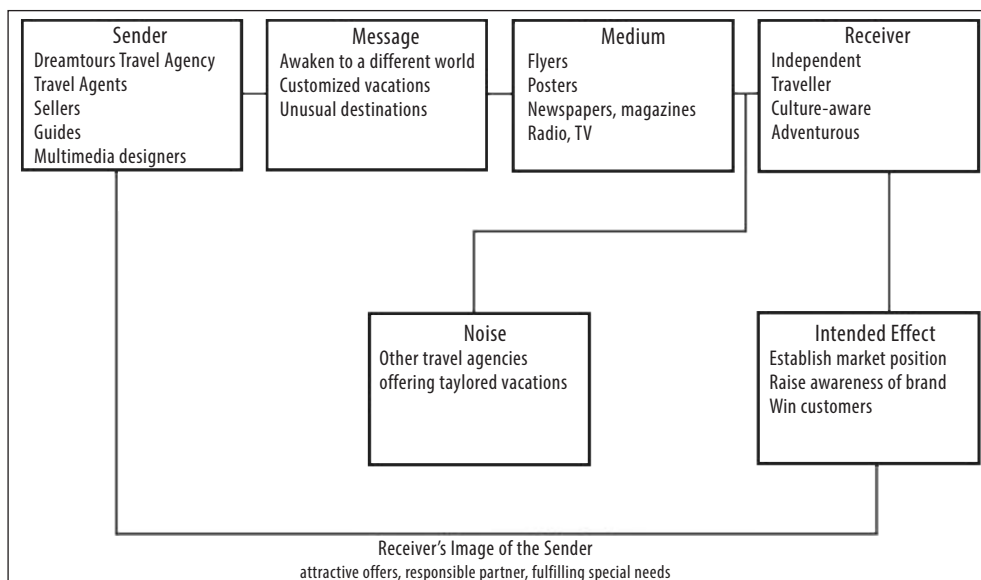 Sender
Dreamtours Travel Agency
Travel Agents
Sellers
Guides
Multimedia designers
Message
Awaken to a different world
Customized vacations
Unusual destinations
Medium
Flyers
Posters
Newspapers, magazines
Radio, TV
Receiver
Independent
Traveller
Culture-aware
Adventurous
Noise
Other travel agencies
offering taylored vacations
Intended Effect
Establish market position
Raise awareness of brand
Win customers
Receiver's Image of the Sender
attractive offers, responsible partner, fulfilling special needs